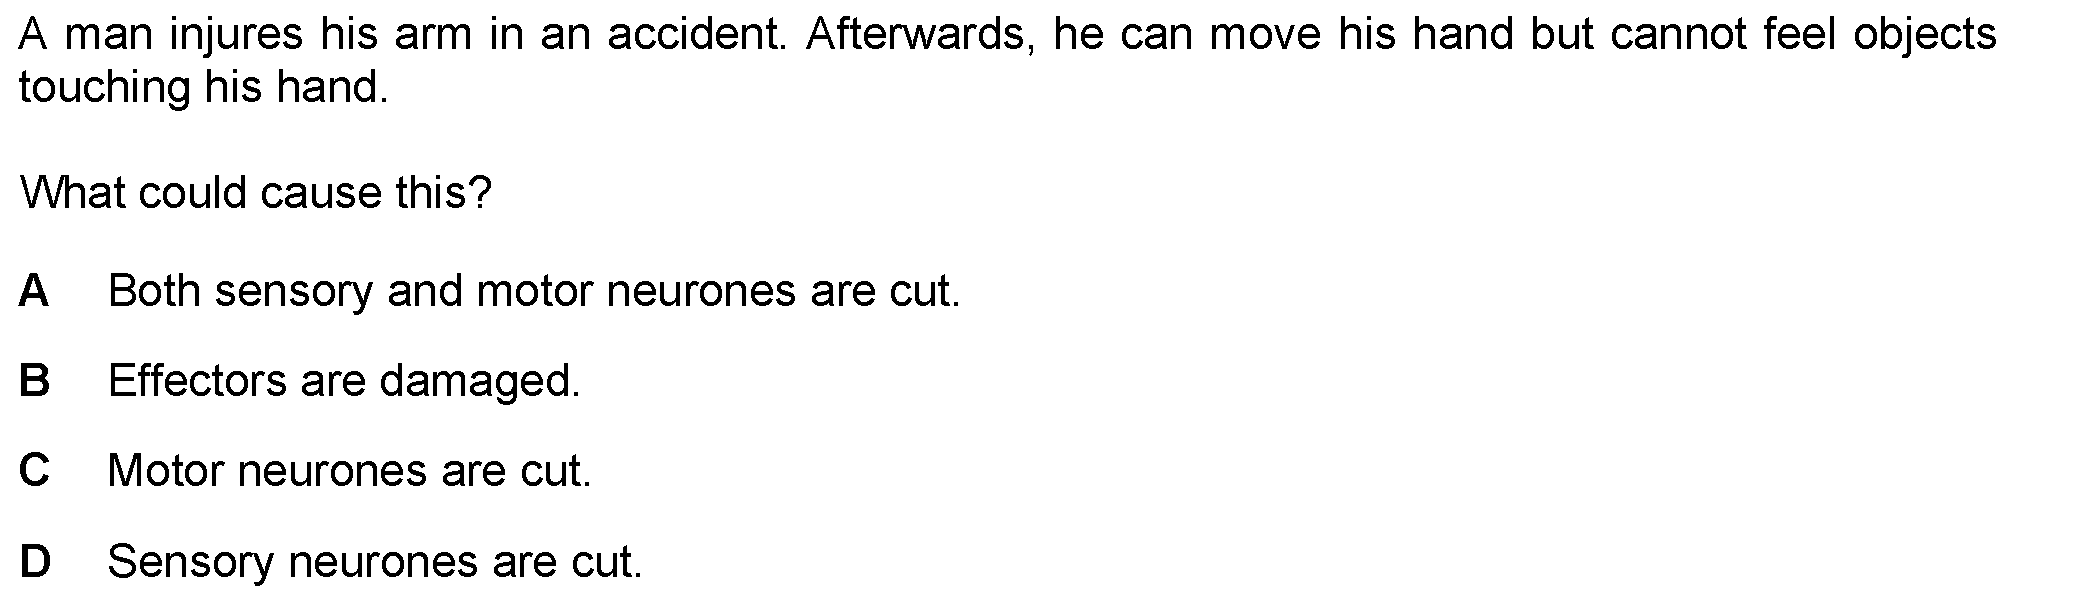 A man injures his arm in an accident. Afterwards, he can move his hand but cannot feel objects
touching his hand.
What could cause this?
A Both sensory and motor neurones are cut.
B Effectors are damaged.
C Motor neurones are cut.
D Sensory neurones are cut.